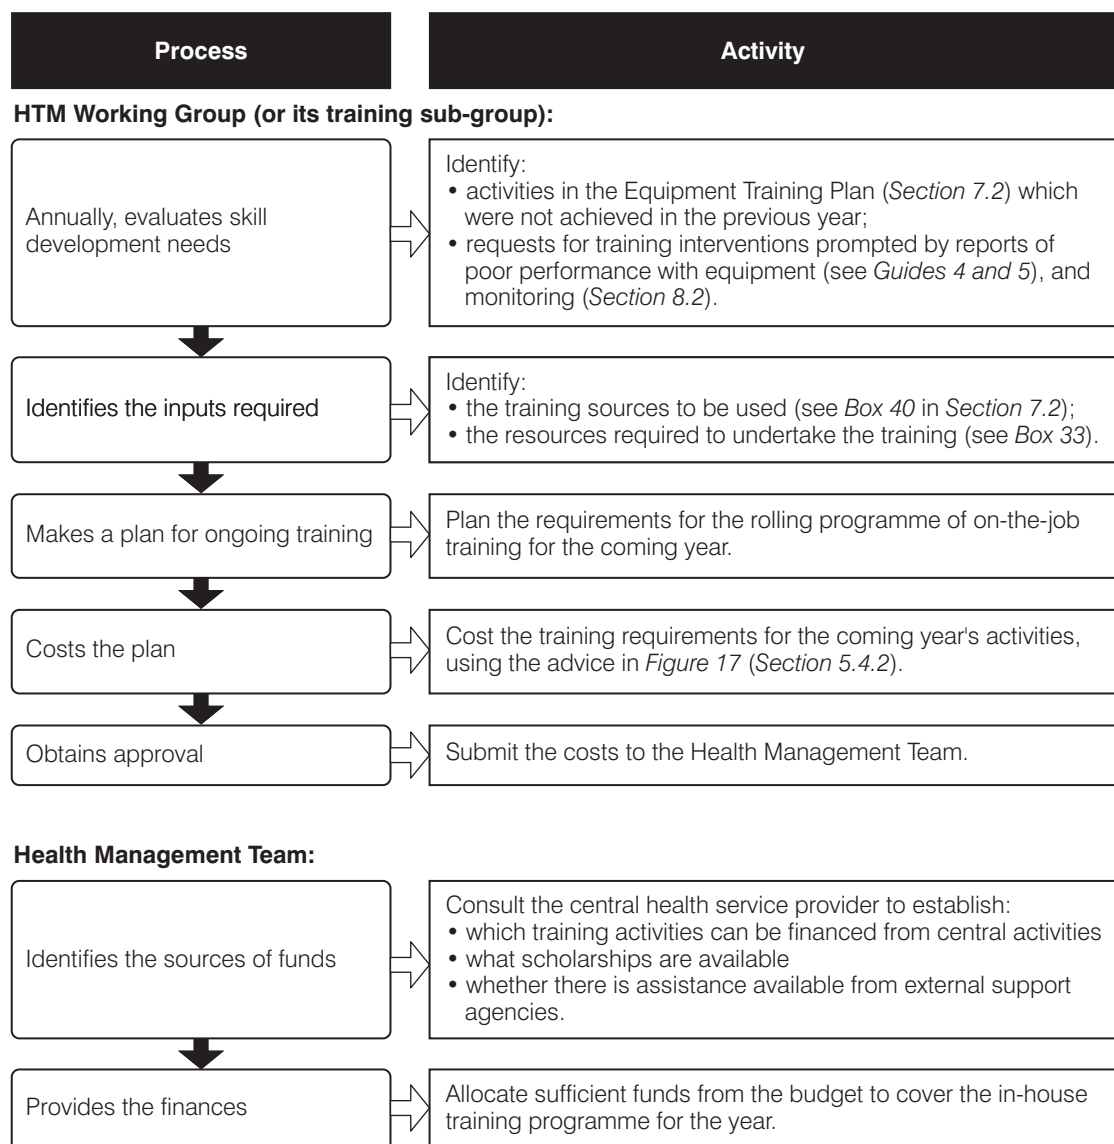 Process
Activity
HTM Working Group (or its training sub-group):
Annually, evaluates skill
development needs
Identify:
• activities in the Equipment Training Plan (Section 7.2) which
were not achieved in the previous year;
• requests for training interventions prompted by reports of
poor performance with equipment (see Guides 4 and 5), and
monitoring (Section 8.2).
Identifies the inputs required
Identify:
• the training sources to be used (see Box 40 in Section 7.2);
• the resources required to undertake the training (see Box 33).
Makes a plan for ongoing training
Plan the requirements for the rolling programme of on-the-job
training for the coming year.
Costs the plan
Cost the training requirements for the coming year's activities,
using the advice in Figure 17 (Section 5.4.2).
Obtains approval
Submit the costs to the Health Management Team.
Health Management Team:
Identifies the sources of funds
Consult the central health service provider to establish:
• which training activities can be financed from central activities
• what scholarships are available
• whether there is assistance available from external support
agencies.
Provides the finances
Allocate sufficient funds from the budget to cover the in-house
training programme for the year.